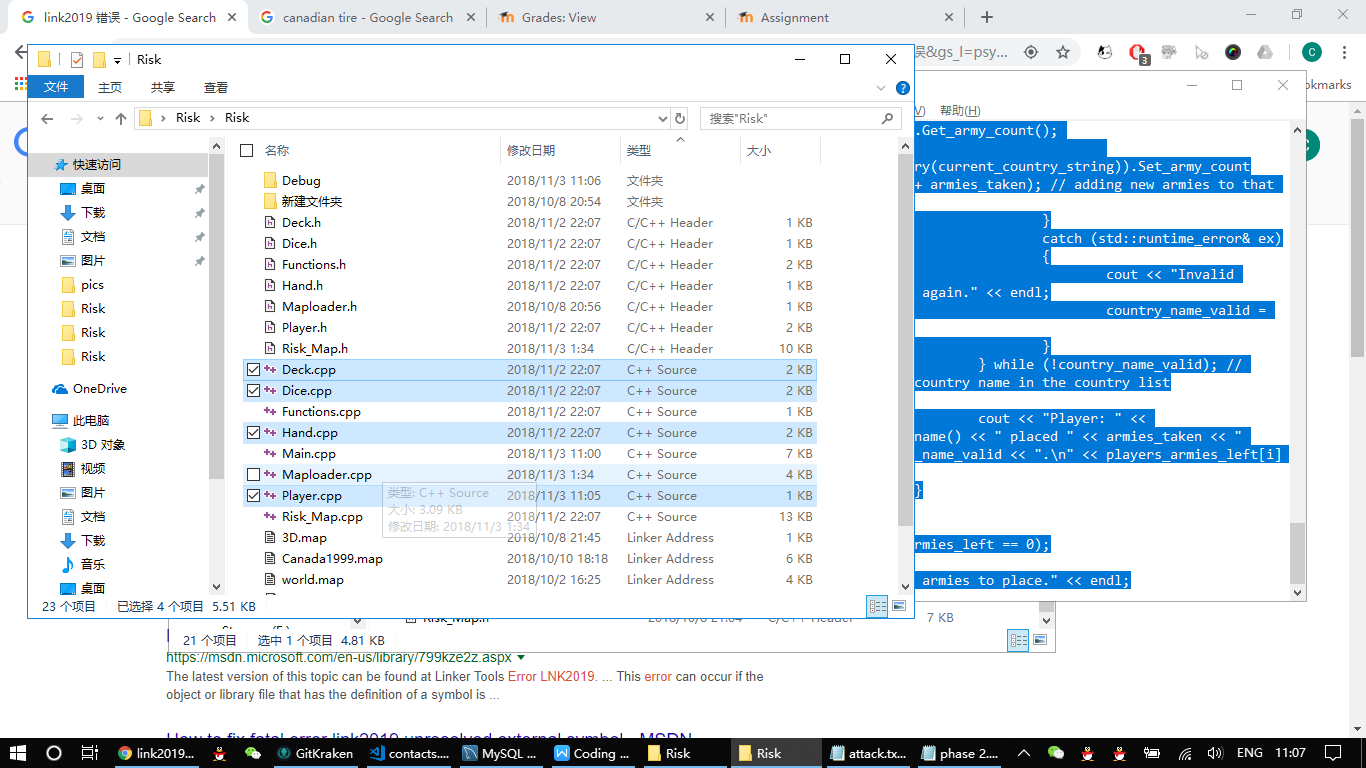 link2019 错误 - Google Search
canadian tire - Google Search
Grades: View
Assignment
误&gs_l=psy...
3
C
okmarks
Risk
文件
主页
共享
查看
Risk > Risk
搜索"Risk"
名称 修改日期 类型 大小
快速访问
桌面
下载
文档
图片
pics
Risk
Risk
Risk
OneDrive
此电脑
3D 对象
视频
图片
文档
下载
音乐
桌面
Debug 2018/11/3 11:06 文件夹
新建文件夹 2018/10/8 20:54 文件夹
Deck.h 2018/11/2 22:07 C/C++ Header 1 KB
Dice.h 2018/11/2 22:07 C/C++ Header 1 KB
Functions.h 2018/11/2 22:07 C/C++ Header 2 KB
Hand.h 2018/11/2 22:07 C/C++ Header 1 KB
Maploader.h 2018/10/8 20:56 C/C++ Header 1 KB
Player.h 2018/11/2 22:07 C/C++ Header 2 KB
Risk_Map.h 2018/11/3 1:34 C/C++ Header 10 KB
Deck.cpp 2018/11/2 22:07 C++ Source 2 KB
Dice.cpp 2018/11/2 22:07 C++ Source 2 KB
Functions.cpp 2018/11/2 22:07 C++ Source 1 KB
Hand.cpp 2018/11/2 22:07 C++ Source 2 KB
Main.cpp 2018/11/3 11:00 C++ Source 7 KB
Maploader.cpp 2018/11/3 1:34 C++ Source 4 KB
Player.cpp 2018/11/3 11:05 C++ Source 1 KB
Risk_Map.cpp 2018/11/2 22:07 C++ Source 13 KB
3D.map 2018/10/8 21:45 Linker Address 1 KB
Canada1999.map 2018/10/10 18:18 Linker Address 6 KB
world.map 2018/10/2 16:25 Linker Address 4 KB
类型: C++ Source
大小: 3.09 KB
修改日期: 2018/11/3 1:34
23 个项目 已选择 4 个项目 5.51 KB
帮助(H)
.Get_army_count();
ry(current_country_string)).Set_army_count
+ armies_taken); // adding new armies to that
}
catch (std::runtime_error& ex)
{
cout << "Invalid
again." << endl;
country_name_valid =
}
} while (!country_name_valid); //
country name in the country list
cout << "Player: " <<
name() << " placed " << armies_taken << "
_name_valid << ".\n" << players_armies_left[i]
}
rmies_left == 0);
armies to place." << endl;
Risk_Map.h 2018/10/8 21:04 C/C++ Header 7 KB
21 个项目 选中 1 个项目 4.81 KB
https://msdn.microsoft.com/en-us/library/799kze2z.aspx
The latest version of this topic can be found at Linker Tools Error LNK2019. ... This error can occur if the
object or library file that has the definition of a symbol is ...
How to fix fatal error link2019 unresolved external symbol - MSDN
link2019...
GitKraken
contacts....
MySQL ...
Coding ...
Risk
Risk
attack.tx...
phase 2....
ENG
11:07